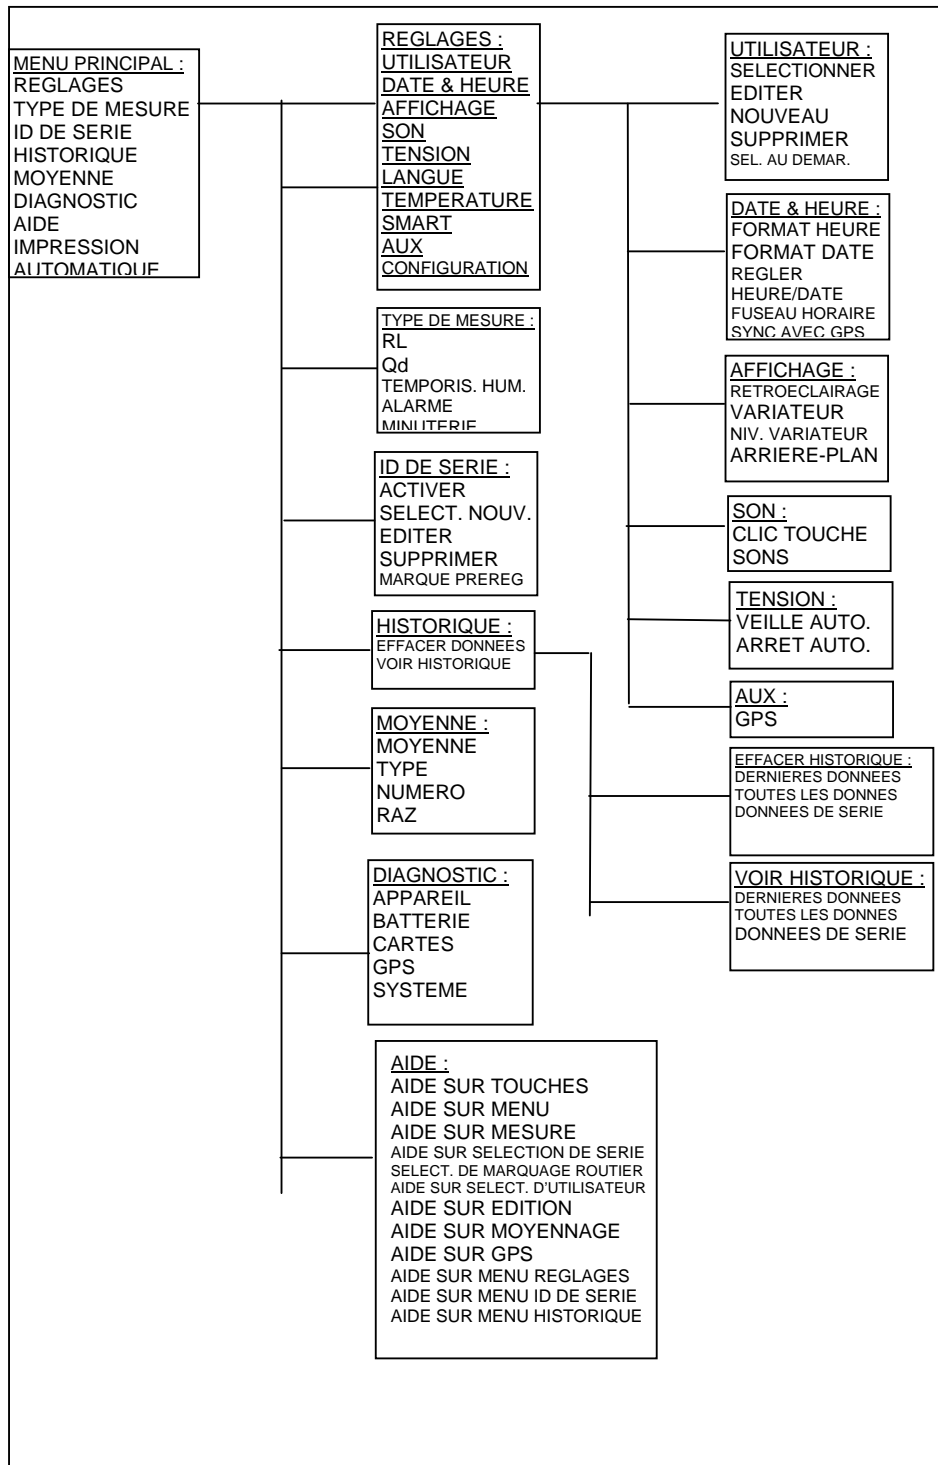 MENU PRINCIPAL :
REGLAGES
TYPE DE MESURE
ID DE SERIE
HISTORIQUE
MOYENNE
DIAGNOSTIC
AIDE
IMPRESSION
AUTOMATIQUE
REGLAGES :
UTILISATEUR
DATE & HEURE
AFFICHAGE
SON
TENSION
LANGUE
TEMPERATURE
SMART
AUX
CONFIGURATION
TYPE DE MESURE :
RL
Qd
TEMPORIS. HUM.
ALARME
MINUTERIE
ID DE SERIE :
ACTIVER
SELECT. NOUV.
EDITER
SUPPRIMER
MARQUE PREREG
HISTORIQUE :
EFFACER DONNEES
VOIR HISTORIQUE
MOYENNE :
MOYENNE
TYPE
NUMERO
RAZ
DIAGNOSTIC :
APPAREIL
BATTERIE
CARTES
GPS
SYSTEME
AIDE :
AIDE SUR TOUCHES
AIDE SUR MENU
AIDE SUR MESURE
AIDE SUR SELECTION DE SERIE
SELECT. DE MARQUAGE ROUTIER
AIDE SUR SELECT. D'UTILISATEUR
AIDE SUR EDITION
AIDE SUR MOYENNAGE
AIDE SUR GPS
AIDE SUR MENU REGLAGES
AIDE SUR MENU ID DE SERIE
AIDE SUR MENU HISTORIQUE
UTILISATEUR :
SELECTIONNER
EDITER
NOUVEAU
SUPPRIMER
SEL. AU DEMAR.
DATE & HEURE :
FORMAT HEURE
FORMAT DATE
REGLER
HEURE/DATE
FUSEAU HORAIRE
SYNC AVEC GPS
AFFICHAGE :
RETROECLAIRAGE
VARIATEUR
NIV. VARIATEUR
ARRIERE-PLAN
SON :
CLIC TOUCHE
SONS
TENSION :
VEILLE AUTO.
ARRET AUTO.
AUX :
GPS
EFFACER HISTORIQUE :
DERNIERES DONNEES
TOUTES LES DONNES
DONNEES DE SERIE
VOIR HISTORIQUE :
DERNIERES DONNEES
TOUTES LES DONNES
DONNEES DE SERIE